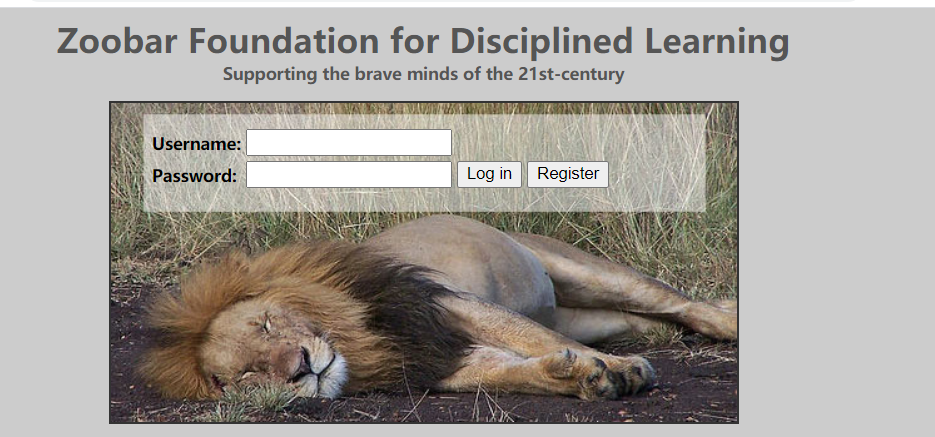 Zoobar Foundation for Disciplined Learning
Supporting the brave minds of the 21st-century
Username:
Password: Log in Register